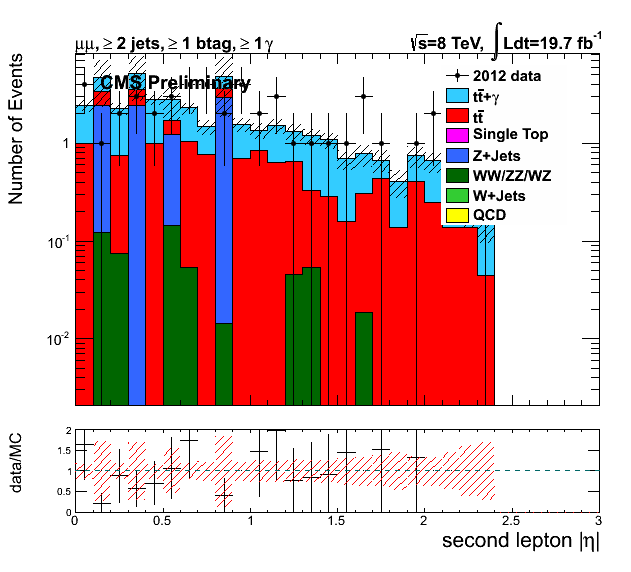 μμ, ≥ 2 jets, ≥ 1 btag, ≥ 1 γ
√s=8 TeV, ∫Ldt=19.7 fb⁻¹
CMS Preliminary
2012 data
tt̄+γ
tt̄
Single Top
Z+Jets
WW/ZZ/WZ
W+Jets
QCD
Number of Events
1
10⁻¹
10⁻²
data/MC
2
1.5
1
0.5
0
0 0.5 1 1.5 2 2.5 3
second lepton |η|